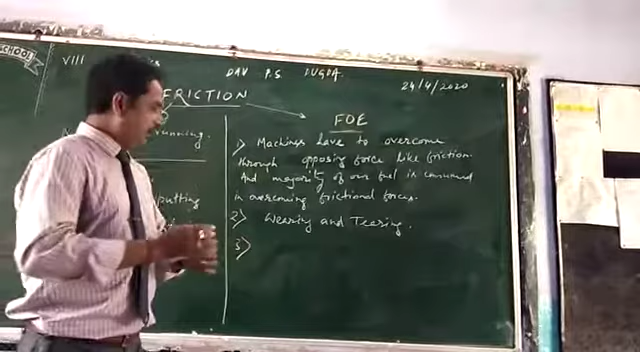 SCHOOL
VIII
DAV P.S DUGDA
24/4/2020
FRICTION
FOE
running.
putting
1) Machines have to overcome
through opposing force like friction.
And majority of our fuel is consumed
in overcoming frictional forces.
2) Wearing and Tearing.
3)